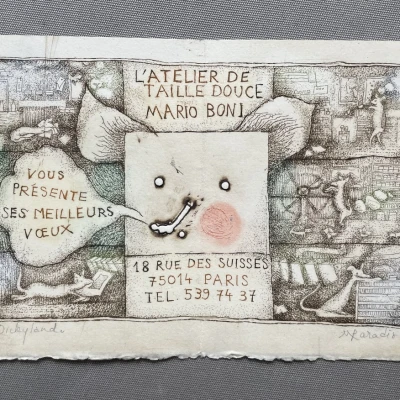 L'ATELIER DE
TAILLE DOUCE
MARIO BONI
VOUS
PRÉSENTE
SES MEILLEURS
VŒUX
18 RUE DES SUISSES
75014 PARIS
TEL. 539 74 37